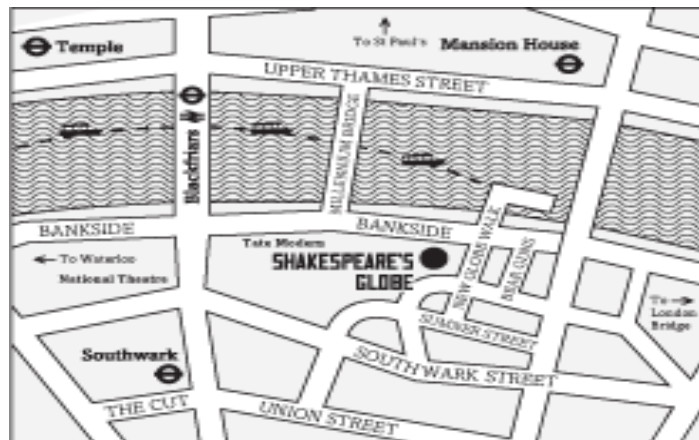 Temple
To St Paul's
Mansion House
UPPER THAMES STREET
Blackfriars
MILLENNIUM BRIDGE
BANKSIDE
BANKSIDE
To Waterloo
National Theatre
Tate Modern
SHAKESPEARE'S
GLOBE
NEW GLOBE WALK
BEAR GDNS
SUMNER STREET
To
London
Bridge
Southwark
SOUTHWARK STREET
THE CUT
UNION STREET